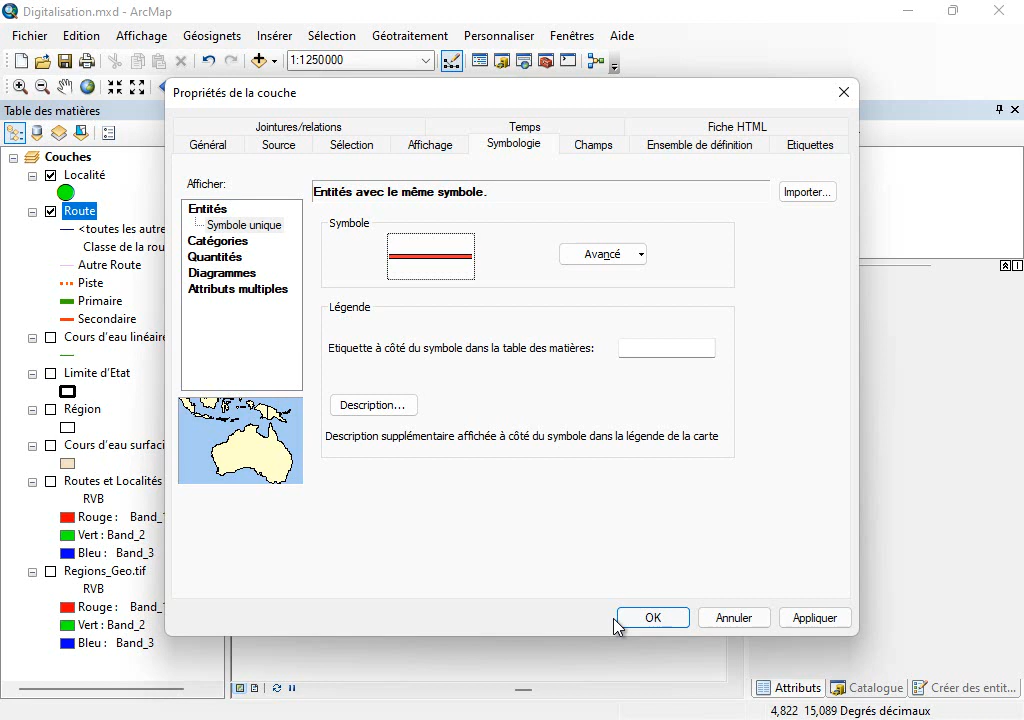 Digitalisation.mxd - ArcMap
Fichier Edition Affichage Géosignets Insérer Sélection Géotraitement Personnaliser Fenêtres Aide
1:1250000
Table des matières
Couches
Localité
Route
<toutes les autre
Classe de la rou
Autre Route
Piste
Primaire
Secondaire
Cours d'eau linéaire
Limite d'Etat
Région
Cours d'eau surfaci
Routes et Localités
RVB
Rouge : Band_1
Vert : Band_2
Bleu : Band_3
Regions_Geo.tif
RVB
Rouge : Band_
Vert : Band_2
Bleu : Band_3
Propriétés de la couche
Jointures/relations Temps Fiche HTML
Général Source Sélection Affichage Symbologie Champs Ensemble de définition Etiquettes
Afficher:
Entités
Symbole unique
Catégories
Quantités
Diagrammes
Attributs multiples
Entités avec le même symbole.
Importer...
Symbole
Avancé
Légende
Etiquette à côté du symbole dans la table des matières:
Description...
Description supplémentaire affichée à côté du symbole dans la légende de la carte
OK Annuler Appliquer
Attributs Catalogue Créer des entit...
4,822 15,089 Degrés décimaux